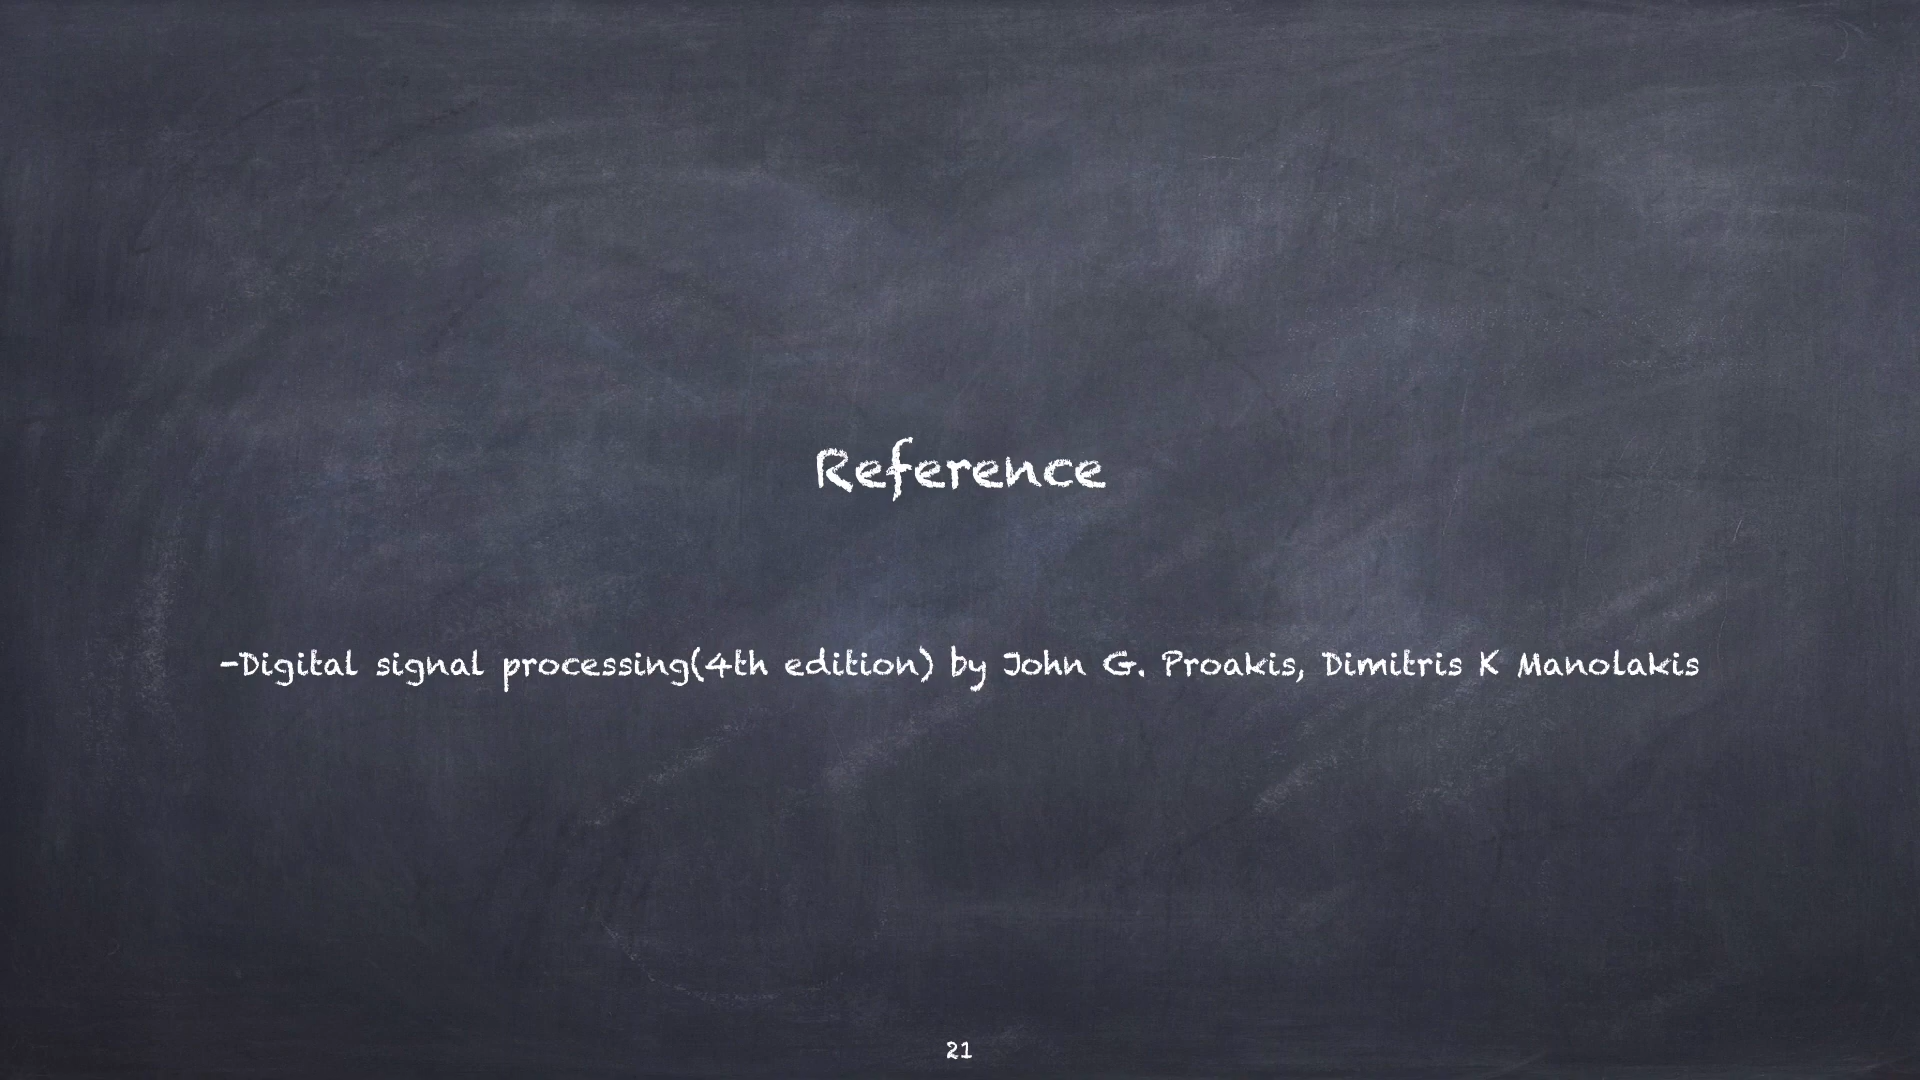 Reference
-Digital signal processing(4th edition) by John G. Proakis, Dimitris K Manolakis
21